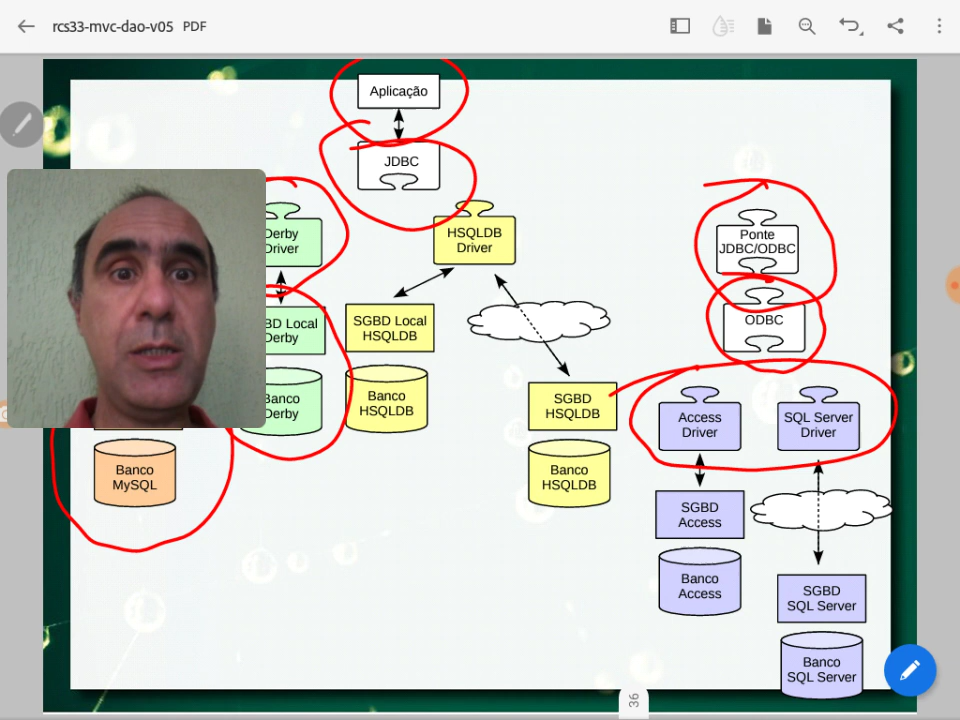 rcs33-mvc-dao-v05 PDF
Aplicação
JDBC
Derby
Driver
HSQLDB
Driver
Ponte
JDBC/ODBC
ODBC
Local
Derby
SGBD Local
HSQLDB
SGBD
HSQLDB
Access
Driver
SQL Server
Driver
Banco
MySQL
Derby
Banco
HSQLDB
Banco
HSQLDB
SGBD
Access
Banco
Access
SGBD
SQL Server
Banco
SQL Server
36